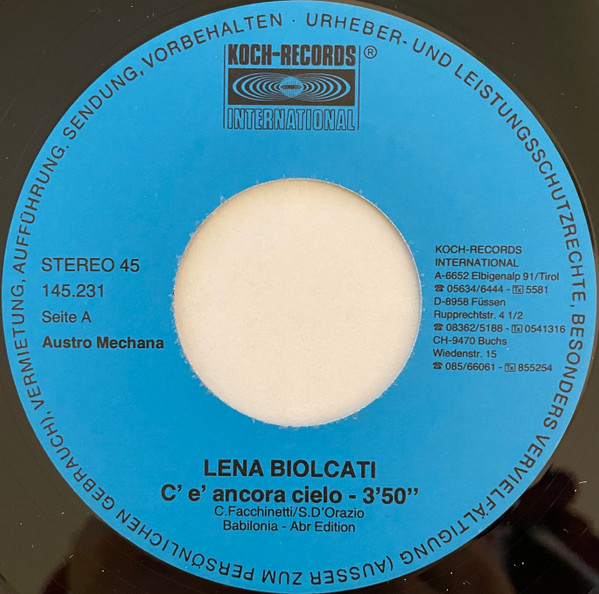 URHEBER- UND LEISTUNGSSCHUTZRECHTE, BESONDERS VERVIELFÄLTIGUNG (AUSSER ZUM PERSÖNLICHEN GEBRAUCH), VERMIETUNG, AUFFÜHRUNG, SENDUNG, VORBEHALTEN ·
KOCH-RECORDS ®
INTERNATIONAL
STEREO 45
145.231
Seite A
Austro Mechana
KOCH-RECORDS
INTERNATIONAL
A-6652 Elbigenalp 91/Tirol
☎ 05634/6444 - Tx 5581
D-8958 Füssen
Rupprechtstr. 4 1/2
☎ 08362/5188 - Tx 0541316
CH-9470 Buchs
Wiedenstr. 15
☎ 085/66061 - Tx 855254
LENA BIOLCATI
C' e' ancora cielo - 3'50"
C.Facchinetti/S.D'Orazio
Babilonia - Abr Edition